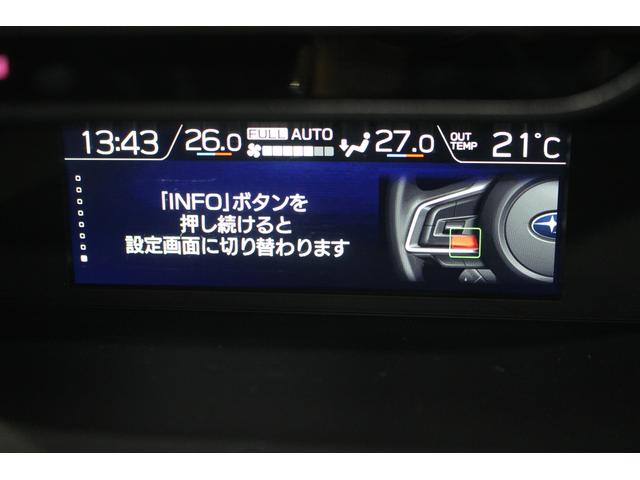 13:43 26.0 FULL AUTO 27.0 OUT TEMP 21℃
「INFO」ボタンを
押し続けると
設定画面に切り替わります